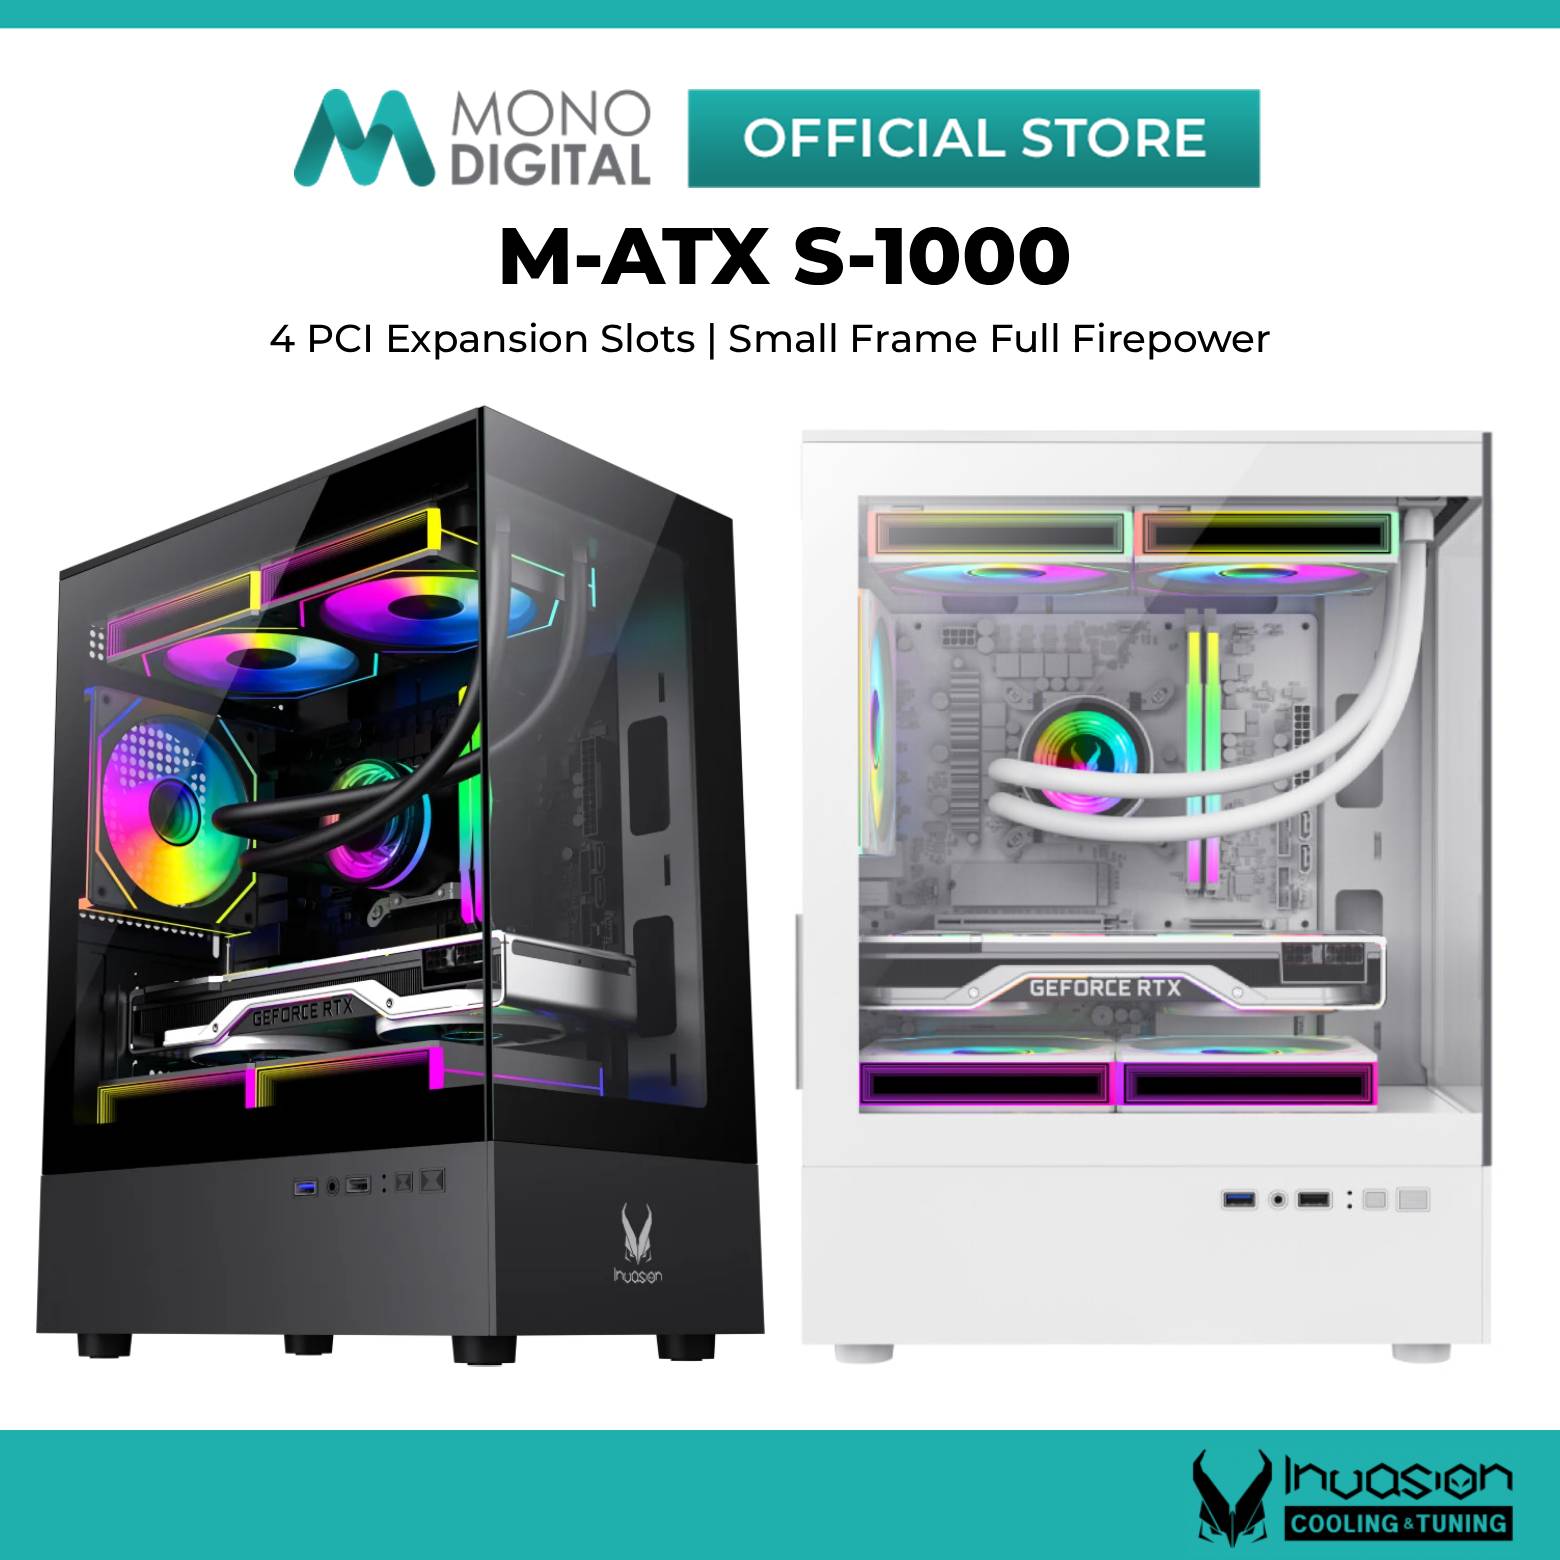 MONO
DIGITAL
OFFICIAL STORE
M-ATX S-1000
4 PCI Expansion Slots | Small Frame Full Firepower
GEFORCE RTX
GEFORCE RTX
Invasion
Invasion
COOLING & TUNING